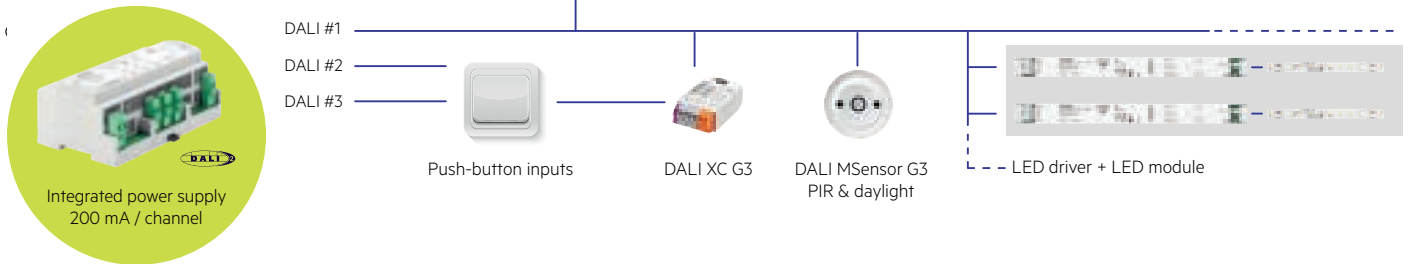 DALI #1
DALI #2
DALI #3
DALI 2
Integrated power supply
200 mA / channel
Push-button inputs
DALI XC G3
DALI MSensor G3
PIR & daylight
LED driver + LED module